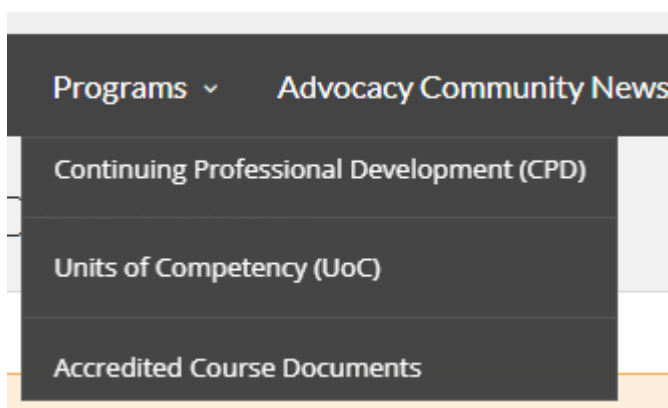 Programs Advocacy Community News
Continuing Professional Development (CPD)
Units of Competency (UoC)
Accredited Course Documents